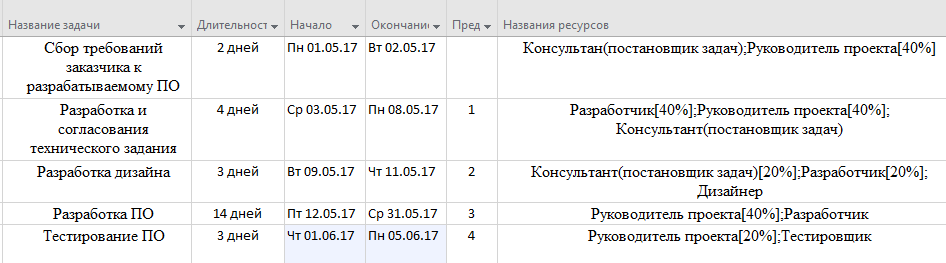 Название задачи Длительност Начало Окончание Пред Названия ресурсов
Сбор требований
заказчика к
разрабатываемому ПО
2 дней Пн 01.05.17 Вт 02.05.17 Консультан(постановщик задач);Руководитель проекта[40%]
Разработка и
согласования
технического задания
4 дней Ср 03.05.17 Пн 08.05.17 1 Разработчик[40%];Руководитель проекта[40%];
Консультант(постановщик задач)
Разработка дизайна 3 дней Вт 09.05.17 Чт 11.05.17 2 Консультант(постановщик задач)[20%];Разработчик[20%];
Дизайнер
Разработка ПО 14 дней Пт 12.05.17 Ср 31.05.17 3 Руководитель проекта[40%];Разработчик
Тестирование ПО 3 дней Чт 01.06.17 Пн 05.06.17 4 Руководитель проекта[20%];Тестировщик